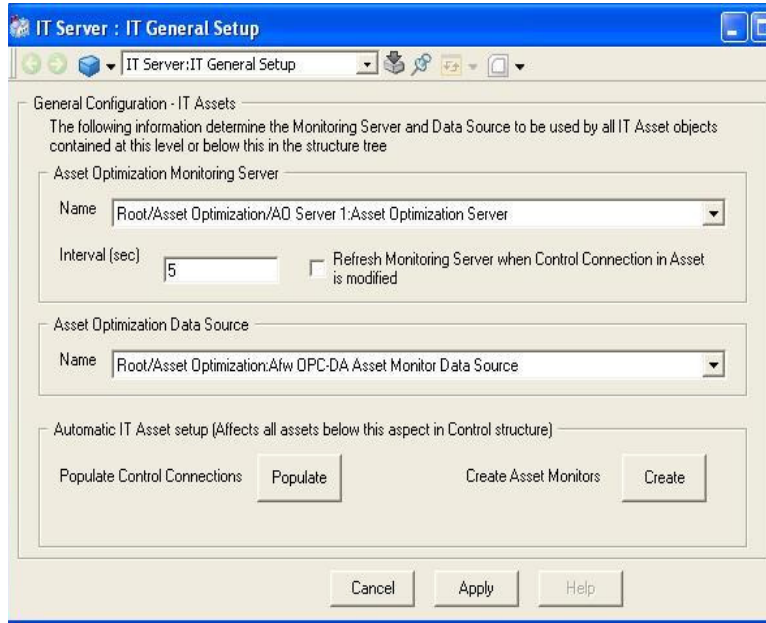 IT Server : IT General Setup
IT Server:IT General Setup
General Configuration - IT Assets
The following information determine the Monitoring Server and Data Source to be used by all IT Asset objects
contained at this level or below this in the structure tree
Asset Optimization Monitoring Server
Name Root/Asset Optimization/AO Server 1:Asset Optimization Server
Interval (sec) 5 Refresh Monitoring Server when Control Connection in Asset
is modified
Asset Optimization Data Source
Name Root/Asset Optimization:Afw OPC-DA Asset Monitor Data Source
Automatic IT Asset setup (Affects all assets below this aspect in Control structure)
Populate Control Connections Populate Create Asset Monitors Create
Cancel Apply Help